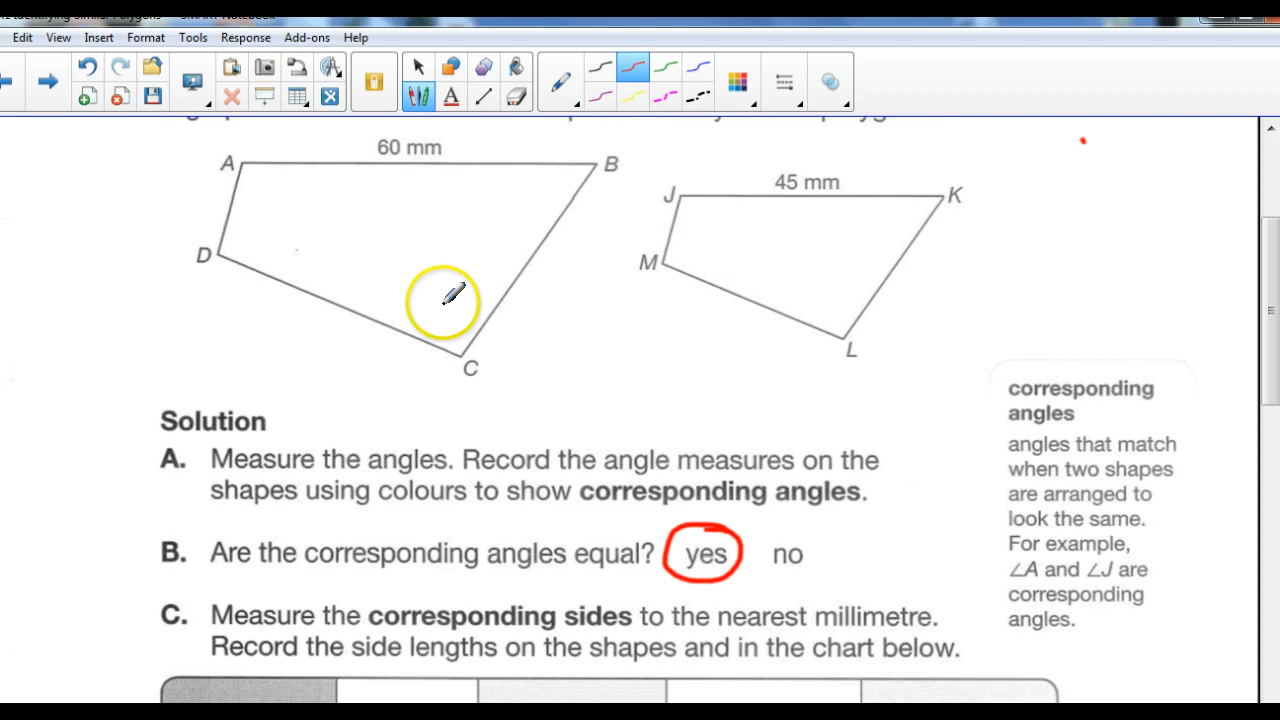 Edit View Insert Format Tools Response Add-ons Help
60 mm
A
B
D
C
45 mm
J
K
M
L
Solution
A. Measure the angles. Record the angle measures on the
shapes using colours to show corresponding angles.
B. Are the corresponding angles equal? yes no
C. Measure the corresponding sides to the nearest millimetre.
Record the side lengths on the shapes and in the chart below.
corresponding
angles
angles that match
when two shapes
are arranged to
look the same.
For example,
∠A and ∠J are
corresponding
angles.